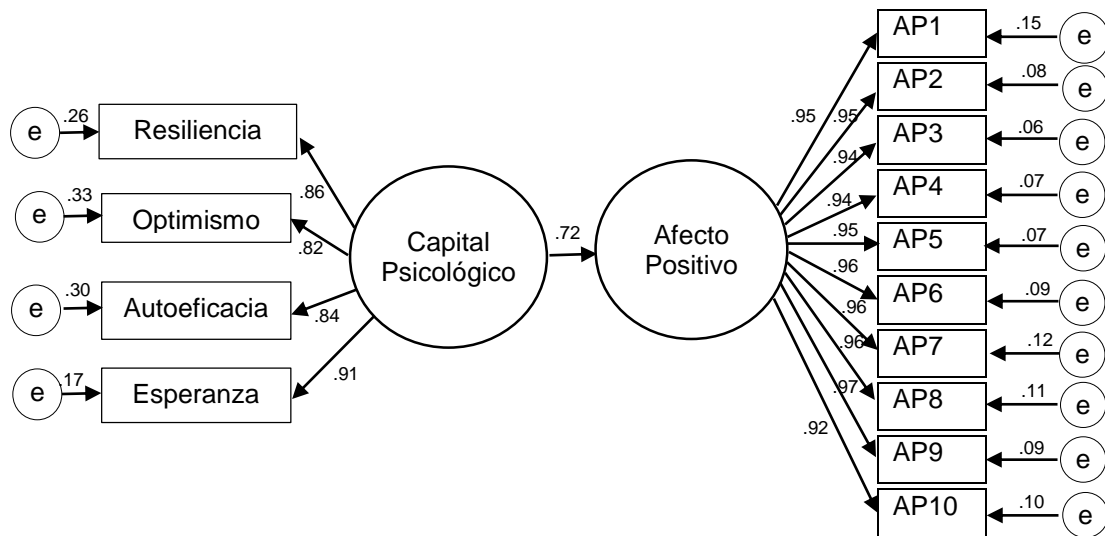 e
.26
Resiliencia
.86
e
.33
Optimismo
.82
e
.30
Autoeficacia
.84
e
.17
Esperanza
.91
Capital
Psicológico
.72
Afecto
Positivo
.95
AP1
.15
e
.95
AP2
.08
e
.94
AP3
.06
e
.94
AP4
.07
e
.95
AP5
.07
e
.96
AP6
.09
e
.96
AP7
.12
e
.96
AP8
.11
e
.97
AP9
.09
e
.92
AP10
.10
e